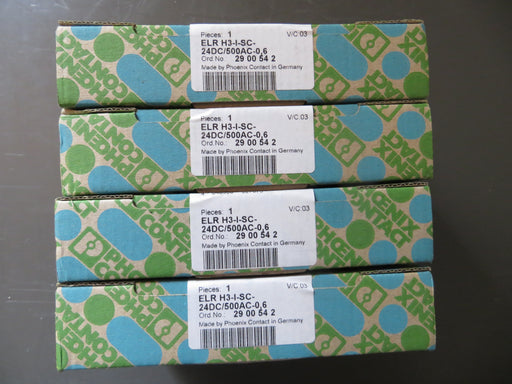 Pieces: 1 V/C:03
ELR H3-I-SC-
24DC/500AC-0,6
Ord.No.: 29 00 54 2
Made by Phoenix Contact in Germany
Pieces: 1 V/C:03
ELR H3-I-SC-
24DC/500AC-0,6
Ord.No.: 29 00 54 2
Made by Phoenix Contact in Germany
Pieces: 1 V/C:03
ELR H3-I-SC-
24DC/500AC-0,6
Ord.No.: 29 00 54 2
Made by Phoenix Contact in Germany
Pieces: 1 V/C:03
ELR H3-I-SC-
24DC/500AC-0,6
Ord.No.: 29 00 54 2
Made by Phoenix Contact in Germany